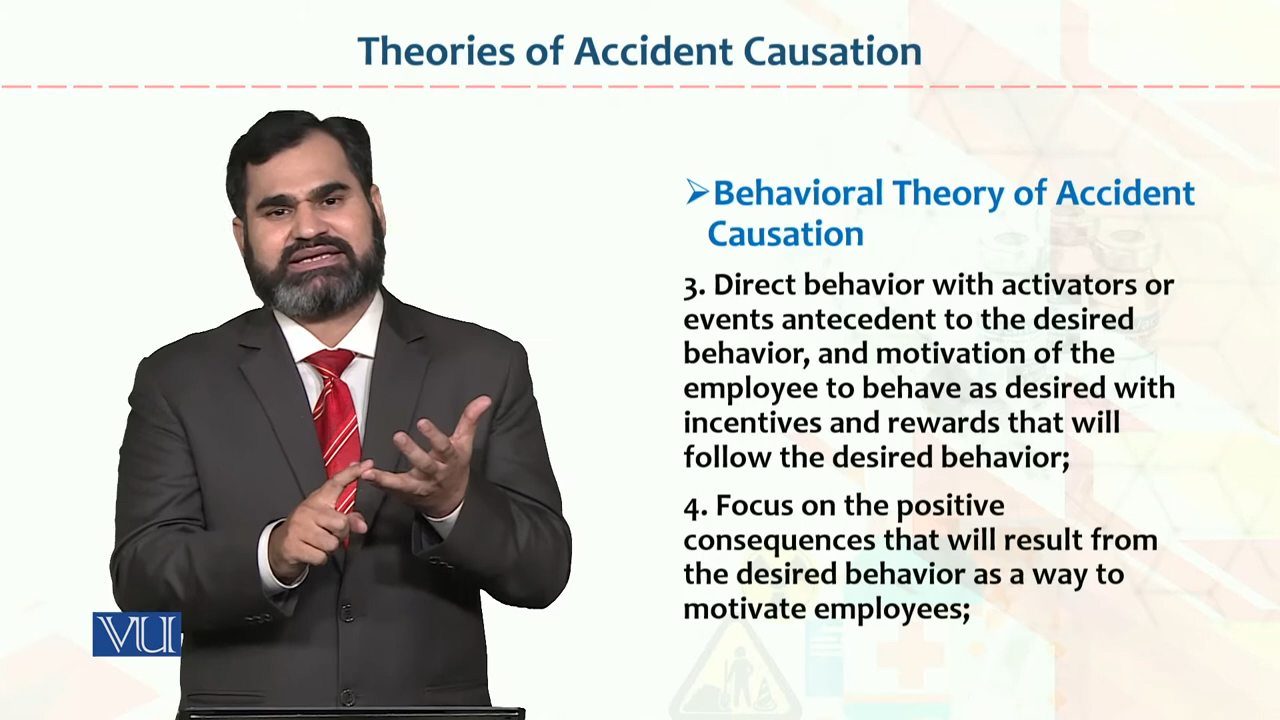 Theories of Accident Causation
➢Behavioral Theory of Accident
Causation
3. Direct behavior with activators or
events antecedent to the desired
behavior, and motivation of the
employee to behave as desired with
incentives and rewards that will
follow the desired behavior;
4. Focus on the positive
consequences that will result from
the desired behavior as a way to
motivate employees;
VU